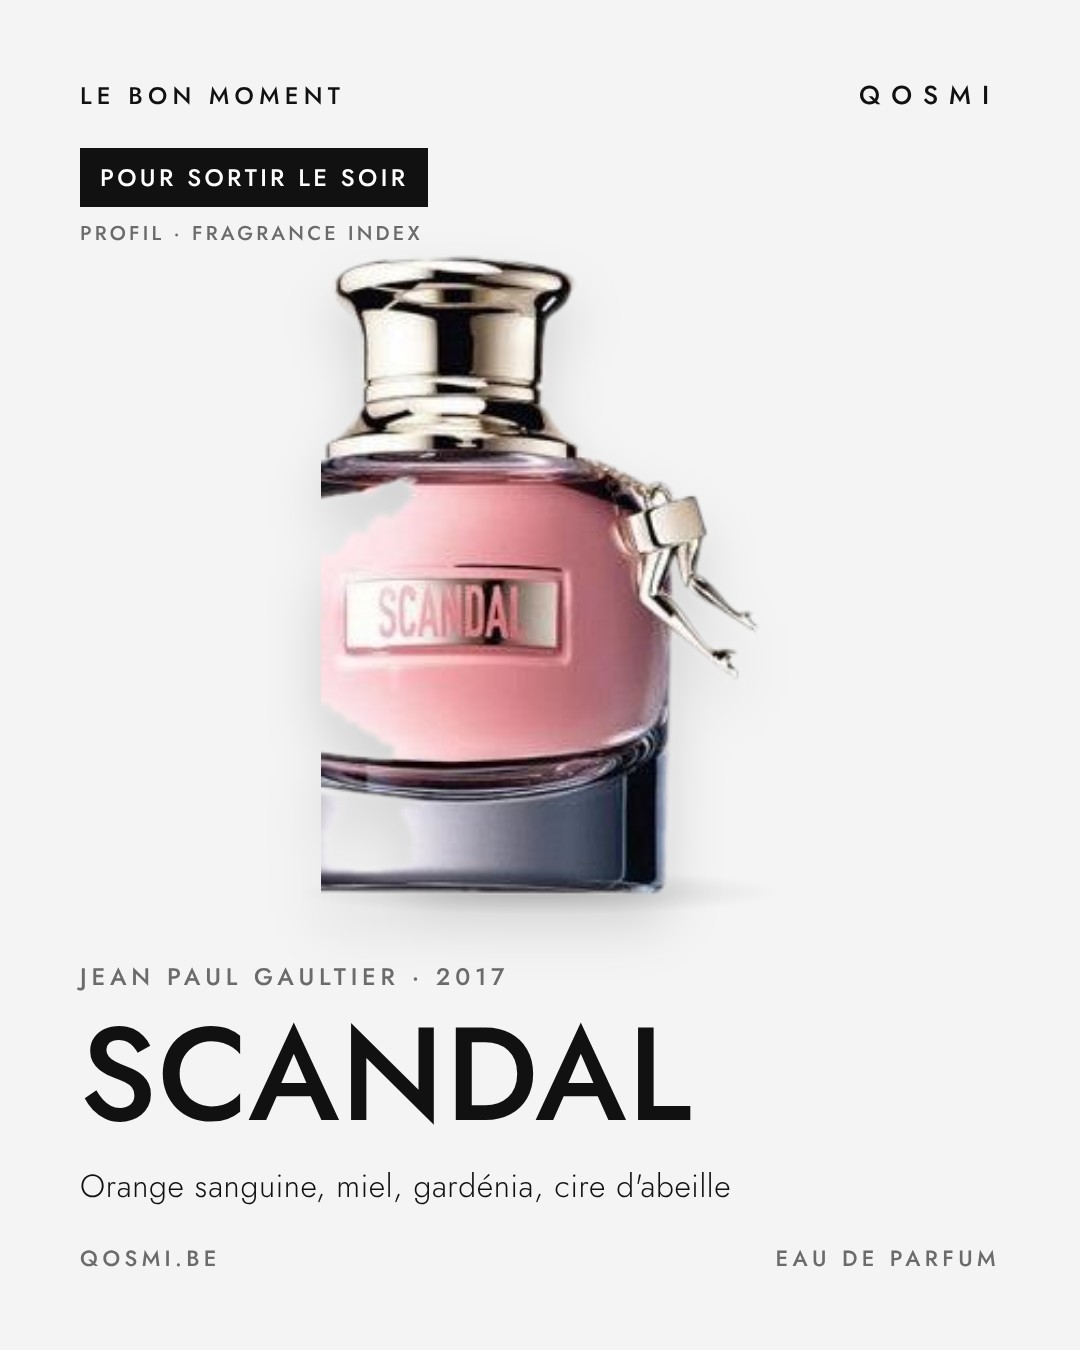 LE BON MOMENT
QOSMI
POUR SORTIR LE SOIR
PROFIL · FRAGRANCE INDEX
SCANDAL
JEAN PAUL GAULTIER · 2017
SCANDAL
Orange sanguine, miel, gardénia, cire d'abeille
QOSMI.BE
EAU DE PARFUM